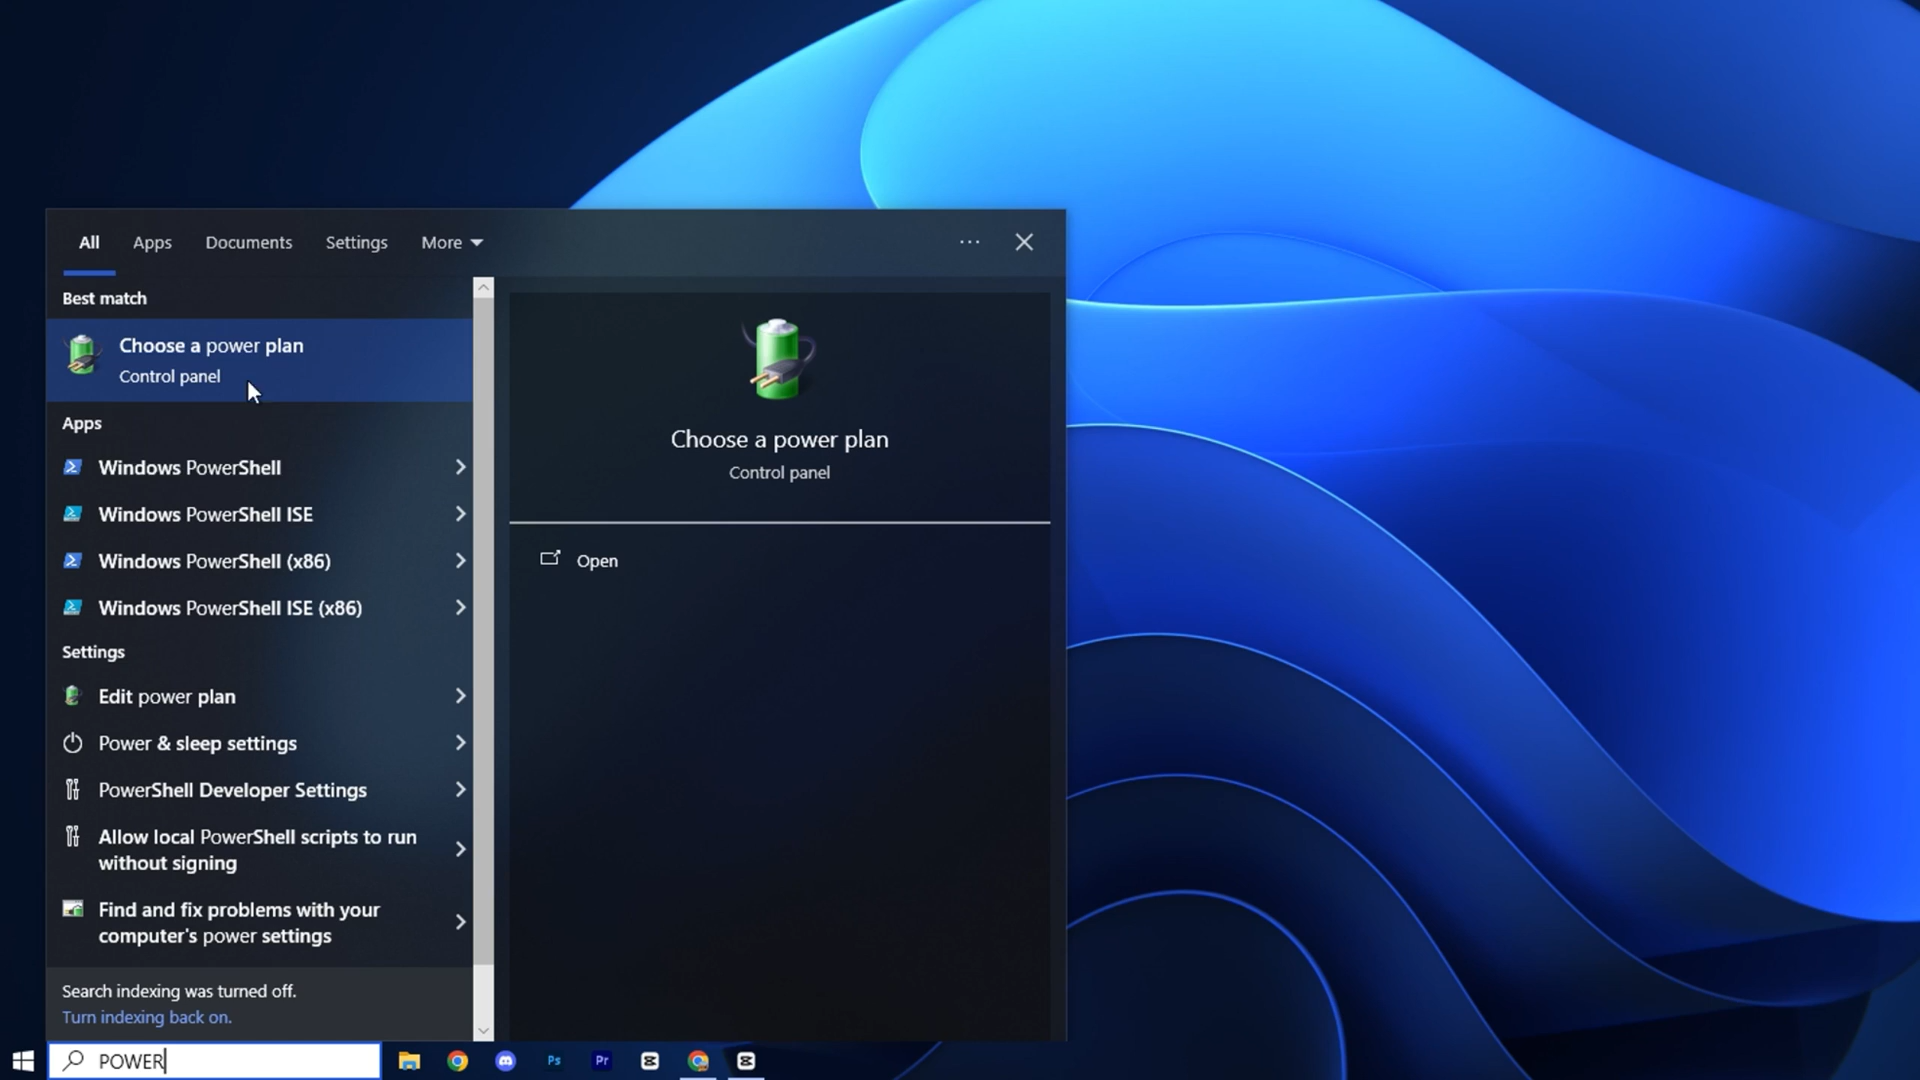 All Apps Documents Settings More
Best match
Choose a power plan
Control panel
Apps
Windows PowerShell
Windows PowerShell ISE
Windows PowerShell (x86)
Windows PowerShell ISE (x86)
Settings
Edit power plan
Power & sleep settings
PowerShell Developer Settings
Allow local PowerShell scripts to run
without signing
Find and fix problems with your
computer's power settings
Search indexing was turned off.
Turn indexing back on.
Choose a power plan
Control panel
Open
POWER
Ps
Pr